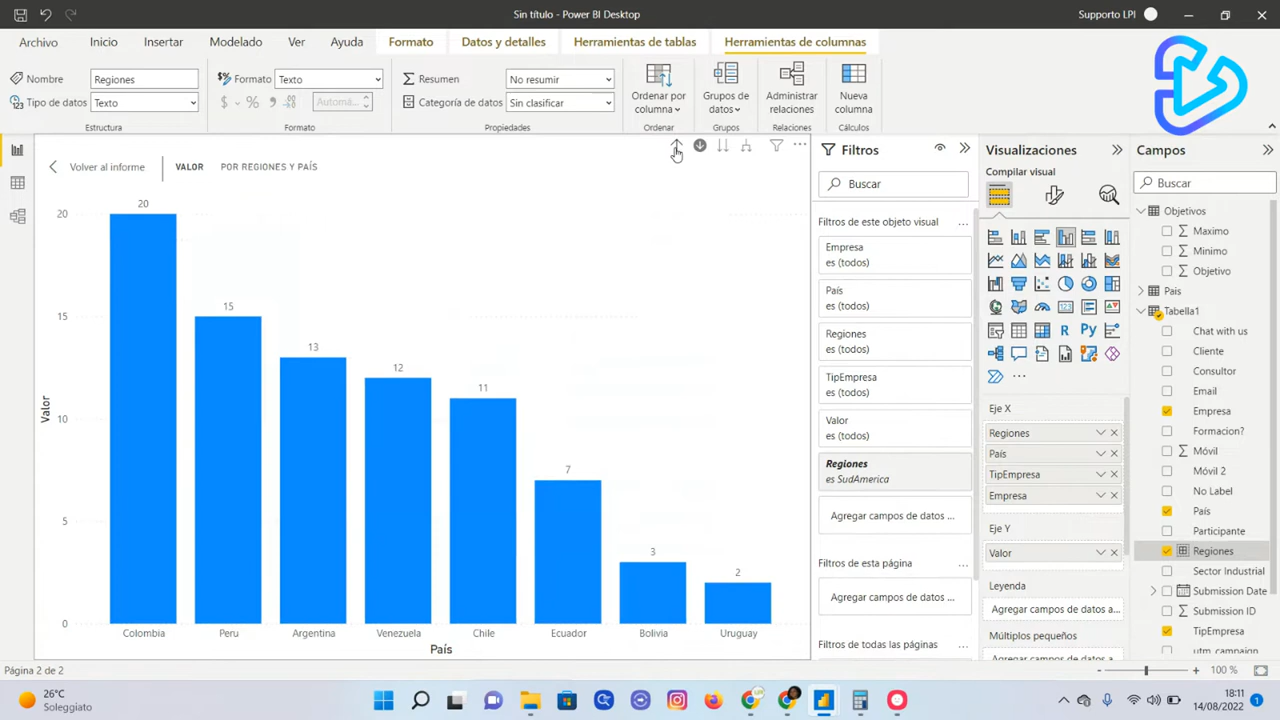 Sin título - Power BI Desktop
Supporto LPI
Archivo
Inicio
Insertar
Modelado
Ver
Ayuda
Formato
Datos y detalles
Herramientas de tablas
Herramientas de columnas
Nombre
Regiones
Tipo de datos
Texto
Estructura
Formato
Texto
$
%
Automá...
Formato
Resumen
No resumir
Categoría de datos
Sin clasificar
Propiedades
Ordenar por
columna
Ordenar
Grupos de
datos
Grupos
Administrar
relaciones
Relaciones
Nueva
columna
Cálculos
Volver al informe
VALOR
POR REGIONES Y PAÍS
20
15
10
5
0
Valor
20
15
13
12
11
7
3
2
Colombia
Peru
Argentina
Venezuela
Chile
Ecuador
Bolivia
Uruguay
País
Filtros
Buscar
Filtros de este objeto visual
...
Empresa
es (todos)
País
es (todos)
Regiones
es (todos)
TipEmpresa
es (todos)
Valor
es (todos)
Regiones
es SudAmerica
Agregar campos de datos ...
Filtros de esta página
...
Agregar campos de datos ...
Filtros de todas las páginas
...
Visualizaciones
Compilar visual
R
Py
...
Eje X
Regiones
País
TipEmpresa
Empresa
Eje Y
Valor
Leyenda
Agregar campos de datos a...
Múltiplos pequeños
Agregar campos de datos a...
Campos
Buscar
Objetivos
Maximo
Minimo
Objetivo
Pais
Tabella1
Chat with us
Cliente
Consultor
Email
Empresa
Formacion?
Móvil
Móvil 2
No Label
País
Participante
Regiones
Sector Industrial
Submission Date
Submission ID
TipEmpresa
utm_campaign
Página 2 de 2
100 %
26°C
Soleggiato
18:11
14/08/2022
1